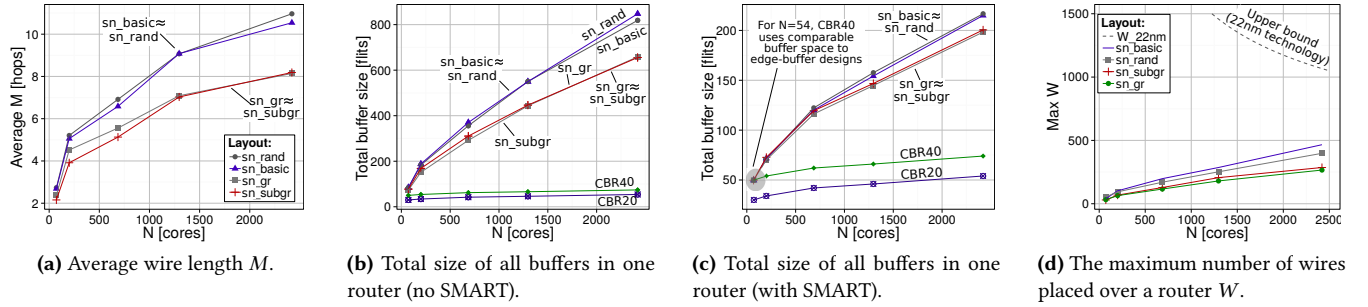 10
8
6
4
2
Average M [hops]
sn_basic≈
sn_rand
sn_gr≈
sn_subgr
Layout:
sn_rand
sn_basic
sn_gr
sn_subgr
0 500 1000 1500 2000
N [cores]
(a) Average wire length M.
800
600
400
200
0
Total buffer size [flits]
sn_rand
sn_basic
sn_basic≈
sn_rand
sn_gr
sn_gr≈
sn_subgr
sn_subgr
CBR40
CBR20
0 500 1000 1500 2000
N [cores]
(b) Total size of all buffers in one
router (no SMART).
200
150
100
50
0
Total buffer size [flits]
For N=54, CBR40
uses comparable
buffer space to
edge-buffer designs
sn_basic≈
sn_rand
sn_gr≈
sn_subgr
CBR40
CBR20
0 500 1000 1500 2000
N [cores]
(c) Total size of all buffers in one
router (with SMART).
1500
1000
500
0
Max W
Layout:
W_22nm
sn_basic
sn_rand
sn_subgr
sn_gr
Upper bound
(22nm technology)
0 500 1000 1500 2000 2500
N [cores]
(d) The maximum number of wires
placed over a router W.